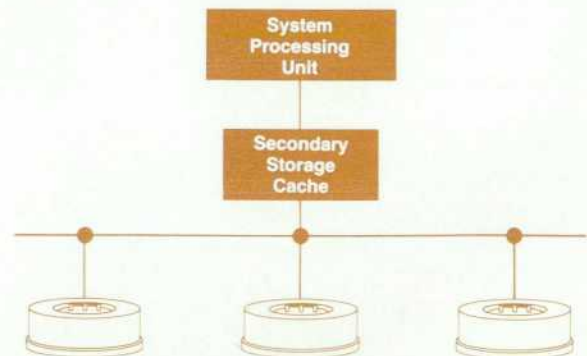 System
Processing
Unit
Secondary
Storage
Cache